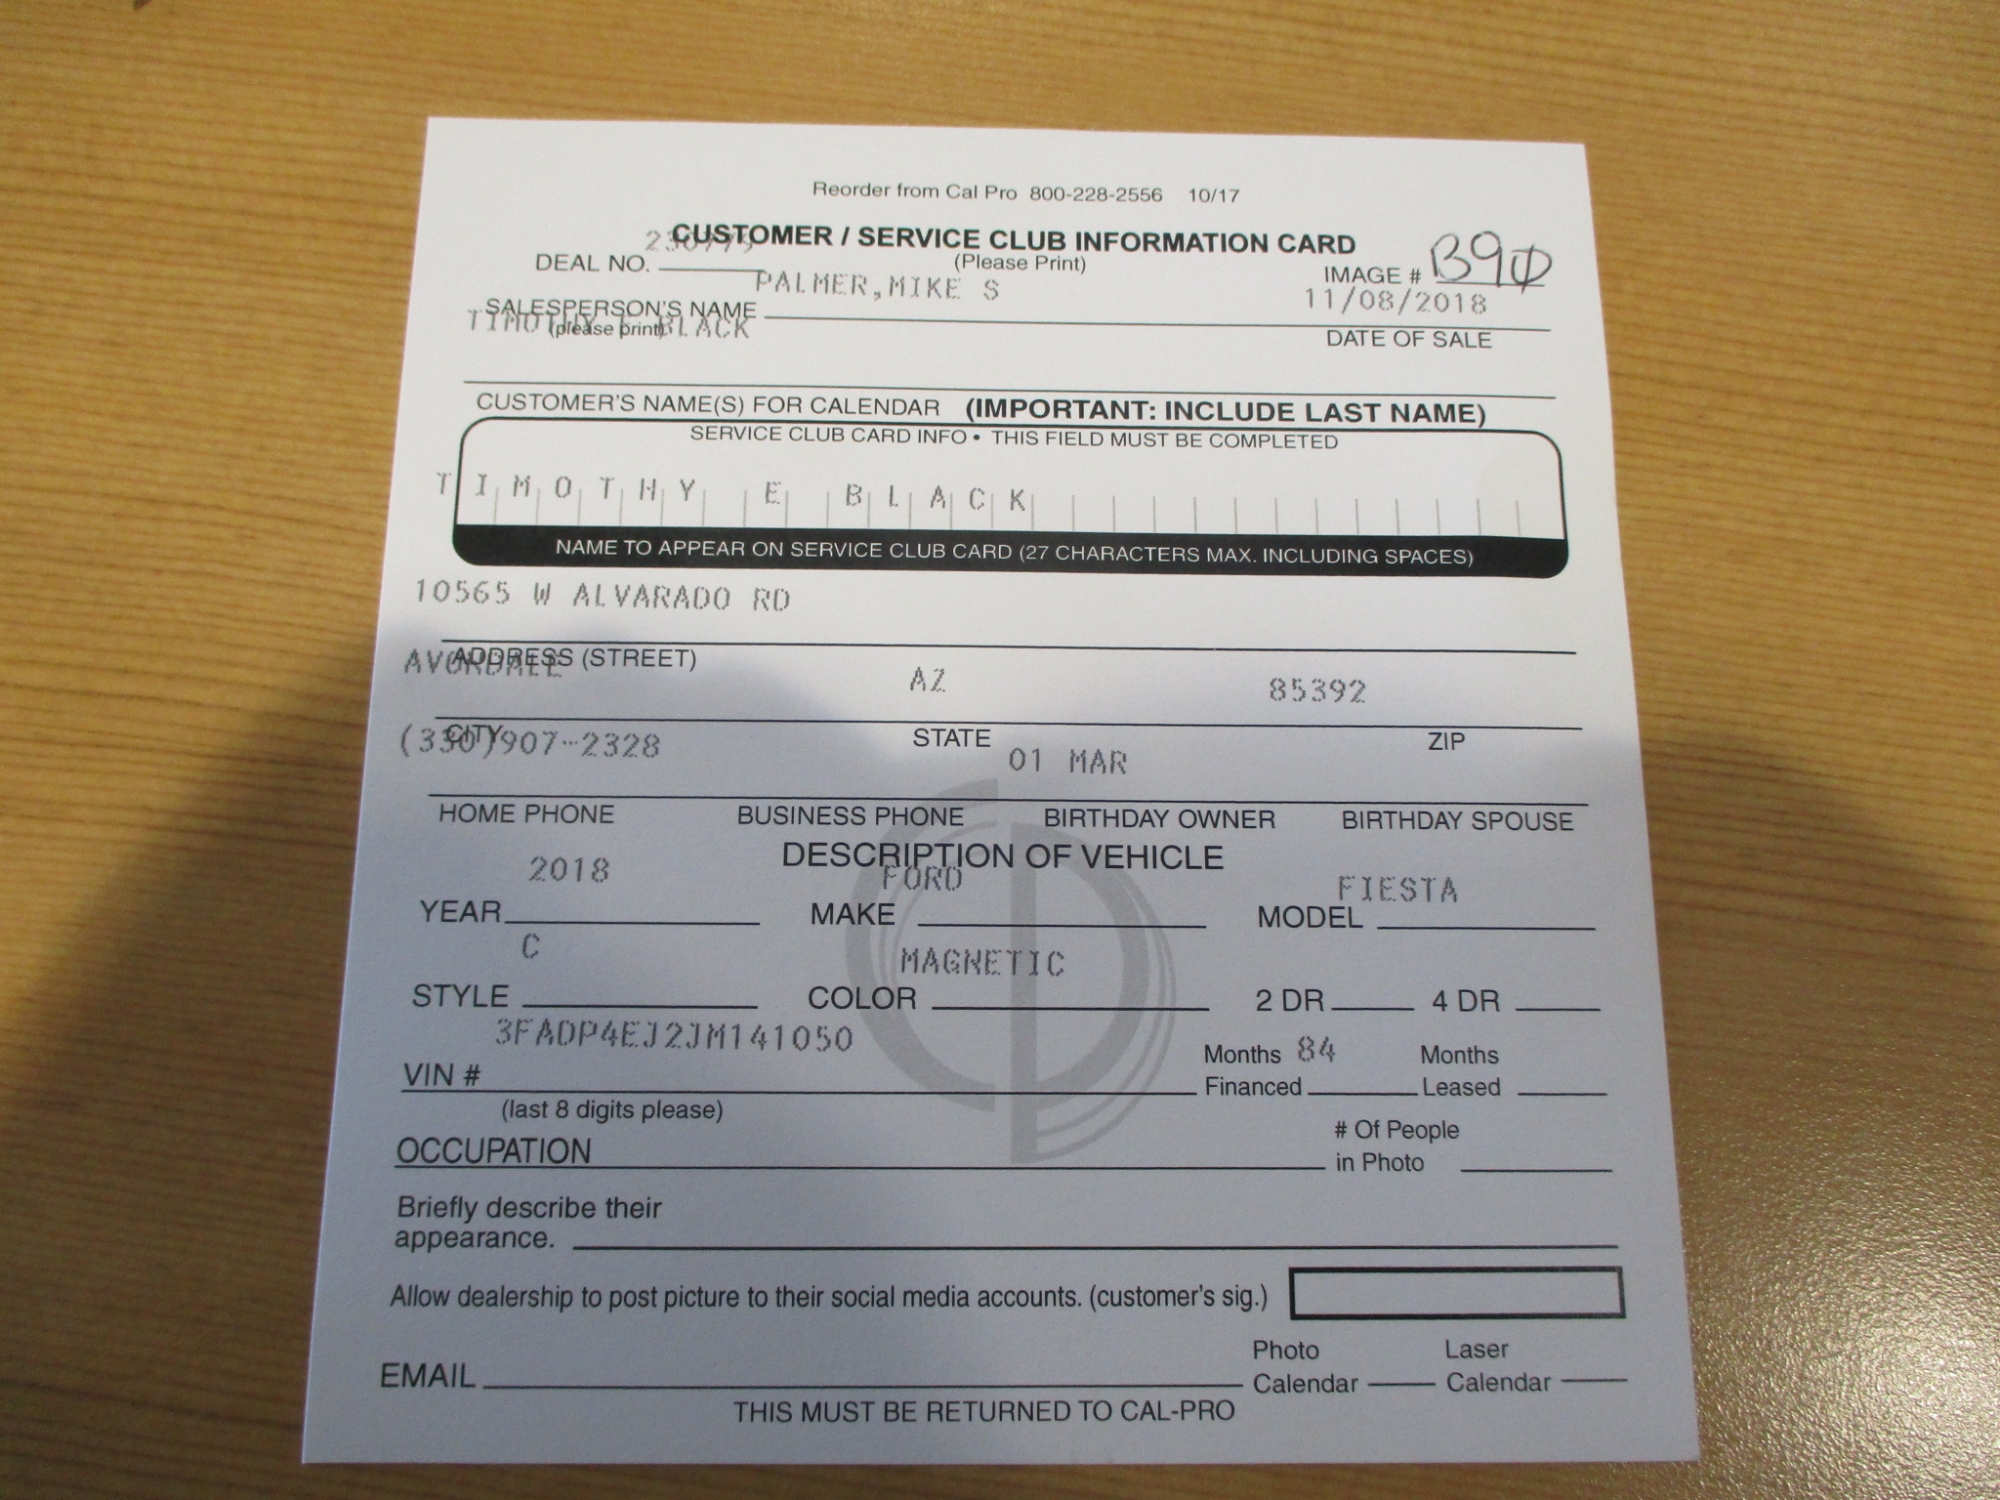 Reorder from Cal Pro 800-228-2556 10/17
CUSTOMER / SERVICE CLUB INFORMATION CARD
(Please Print)
DEAL NO.
IMAGE # B90
PALMER,MIKE S
11/08/2018
SALESPERSON'S NAME
(please print)
DATE OF SALE
TIMOTHY E BLACK
CUSTOMER'S NAME(S) FOR CALENDAR (IMPORTANT: INCLUDE LAST NAME)
SERVICE CLUB CARD INFO • THIS FIELD MUST BE COMPLETED
TIMOTHY E BLACK
NAME TO APPEAR ON SERVICE CLUB CARD (27 CHARACTERS MAX. INCLUDING SPACES)
10565 W ALVARADO RD
ADDRESS (STREET)
AVONDALE AZ 85392
CITY STATE ZIP
(330)907-2328 01 MAR
HOME PHONE BUSINESS PHONE BIRTHDAY OWNER BIRTHDAY SPOUSE
DESCRIPTION OF VEHICLE
2018 FORD FIESTA
YEAR MAKE MODEL
C MAGNETIC
STYLE COLOR 2 DR 4 DR
3FADP4EJ2JM141050
VIN # Months Financed 84 Months Leased
(last 8 digits please)
OCCUPATION # Of People in Photo
Briefly describe their
appearance.
Allow dealership to post picture to their social media accounts. (customer's sig.)
EMAIL Photo Calendar Laser Calendar
THIS MUST BE RETURNED TO CAL-PRO